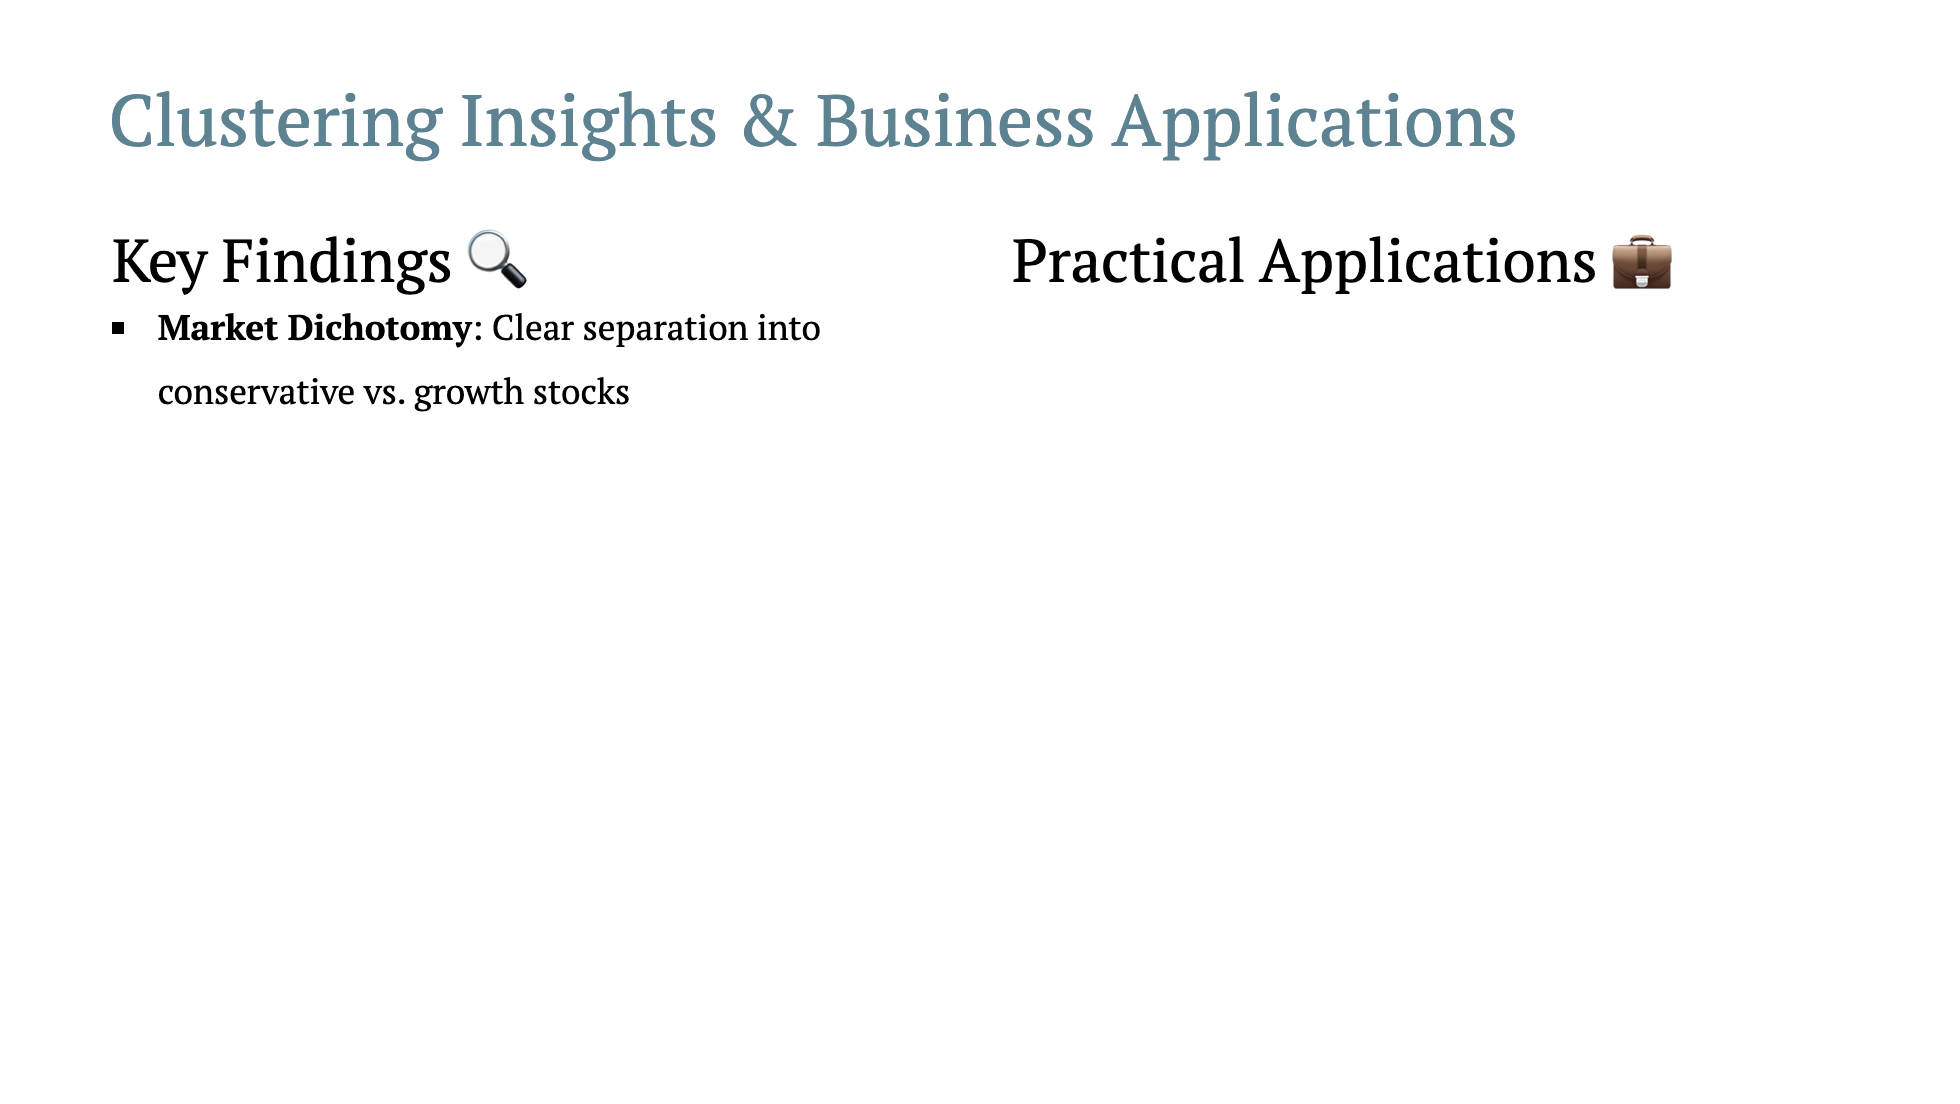 Clustering Insights & Business Applications
Key Findings 🔍
▪ Market Dichotomy: Clear separation into
conservative vs. growth stocks
Practical Applications 💼